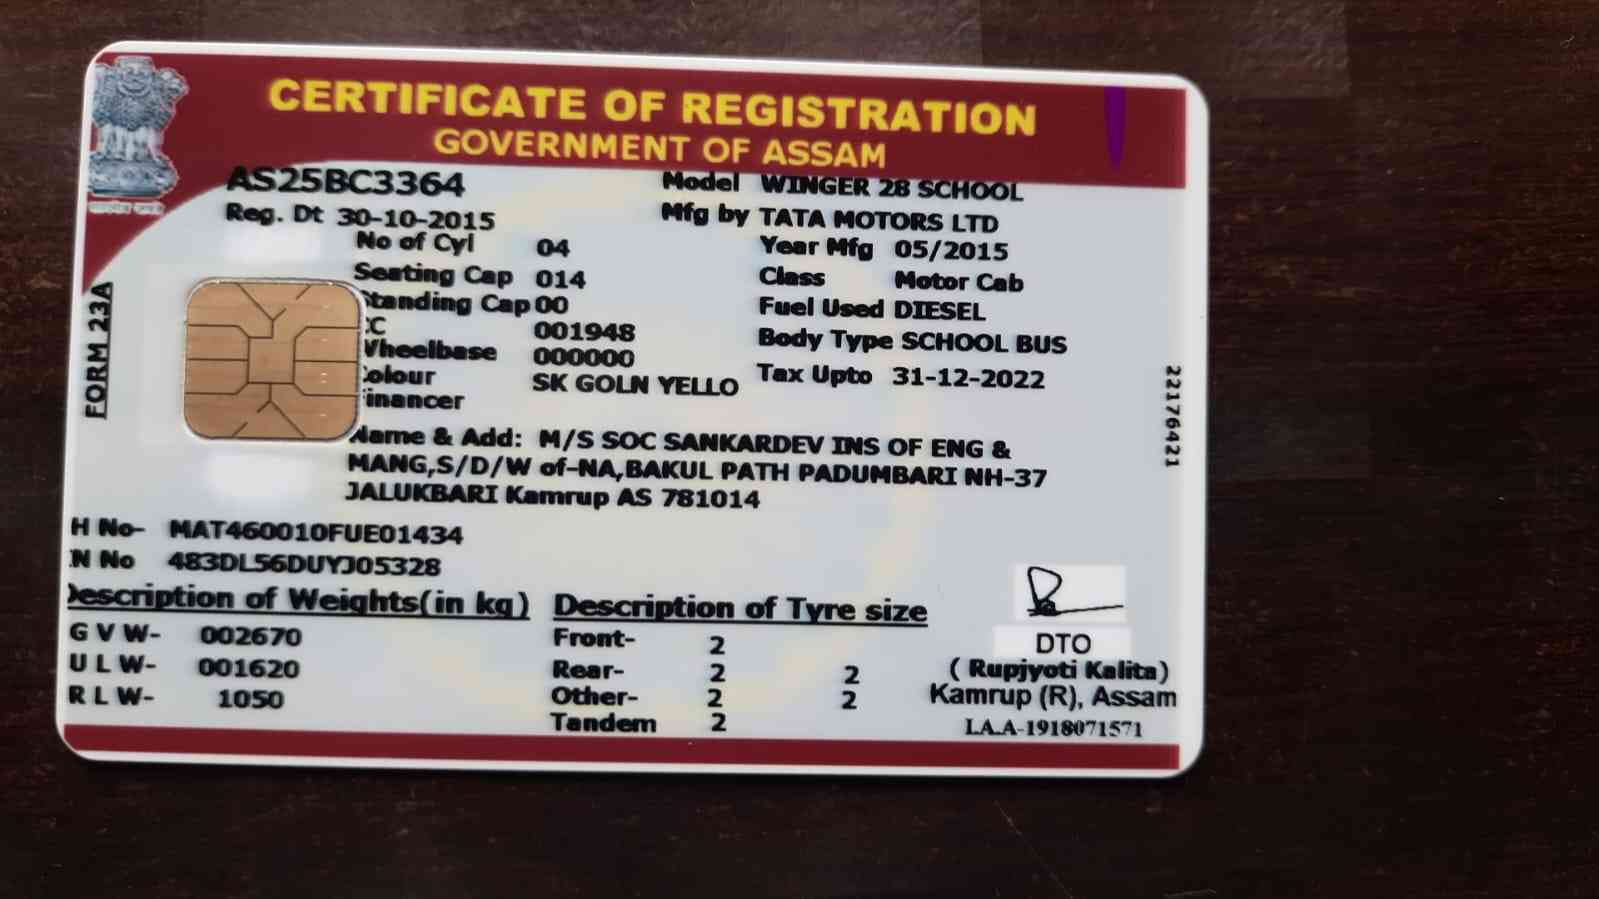 CERTIFICATE OF REGISTRATION
GOVERNMENT OF ASSAM
AS25BC3364 Model WINGER 28 SCHOOL
Reg. Dt 30-10-2015 Mfg by TATA MOTORS LTD
No of Cyl 04 Year Mfg 05/2015
Seating Cap 014 Class Motor Cab
Standing Cap 00 Fuel Used DIESEL
CC 001948 Body Type SCHOOL BUS
Wheelbase 000000
olour SK GOLN YELLO Tax Upto 31-12-2022
inancer
FORM 23A
22176421
Name & Add: M/S SOC SANKARDEV INS OF ENG &
MANG,S/D/W of-NA,BAKUL PATH PADUMBARI NH-37
JALUKBARI Kamrup AS 781014
H No- MAT460010FUE01434
N No 483DL56DUYJ05328
Description of Weights(in kg) Description of Tyre size
G V W- 002670 Front- 2
U L W- 001620 Rear- 2 2
R L W- 1050 Other- 2 2
Tandem 2
DTO
( Rupjyoti Kalita)
Kamrup (R), Assam
I.A.A-1918071571